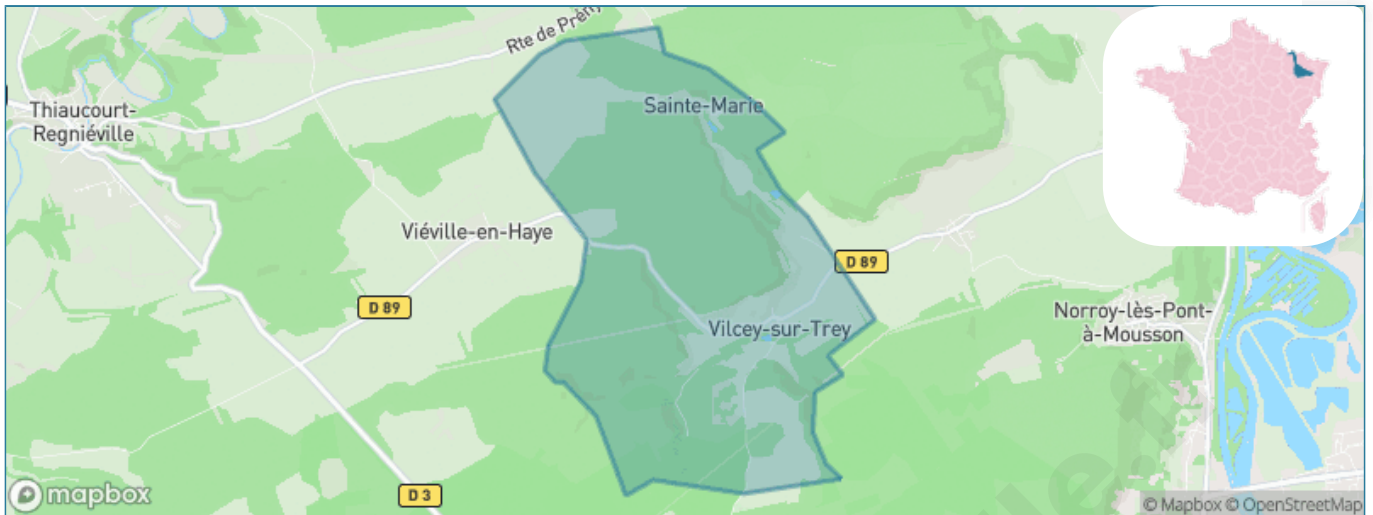 Rte de Prény
Thiaucourt-
Regniéville
Sainte-Marie
Viéville-en-Haye
D 89
D 89
Norroy-lès-Pont-
à-Mousson
Vilcey-sur-Trey
D 3
mapbox
© Mapbox © OpenStreetMap